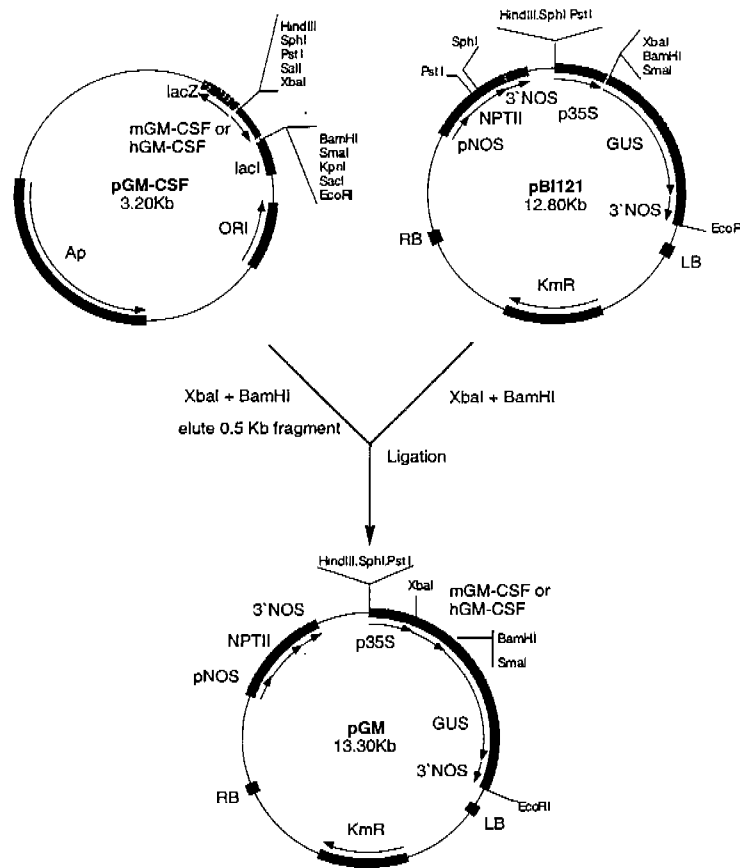 HindIII
SphI
PstI
SalI
XbaI
lacZ
mGM-CSF or
hGM-CSF
lacI
BamHI
SmaI
KpnI
SacI
EcoRI
pGM-CSF
3.20Kb
ORI
Ap
HindIII.SphI.PstI
SphI
PstI
XbaI
BamHI
SmaI
3`NOS
p35S
NPTII
pNOS
GUS
pBI121
12.80Kb
3`NOS
EcoR
RB
LB
KmR
XbaI + BamHI
elute 0.5 Kb fragment
XbaI + BamHI
Ligation
HindIII.SphI.PstI
XbaI
mGM-CSF or
hGM-CSF
3`NOS
NPTII
p35S
BamHI
SmaI
pNOS
pGM
13.30Kb
GUS
3`NOS
RB
EcoRI
LB
KmR